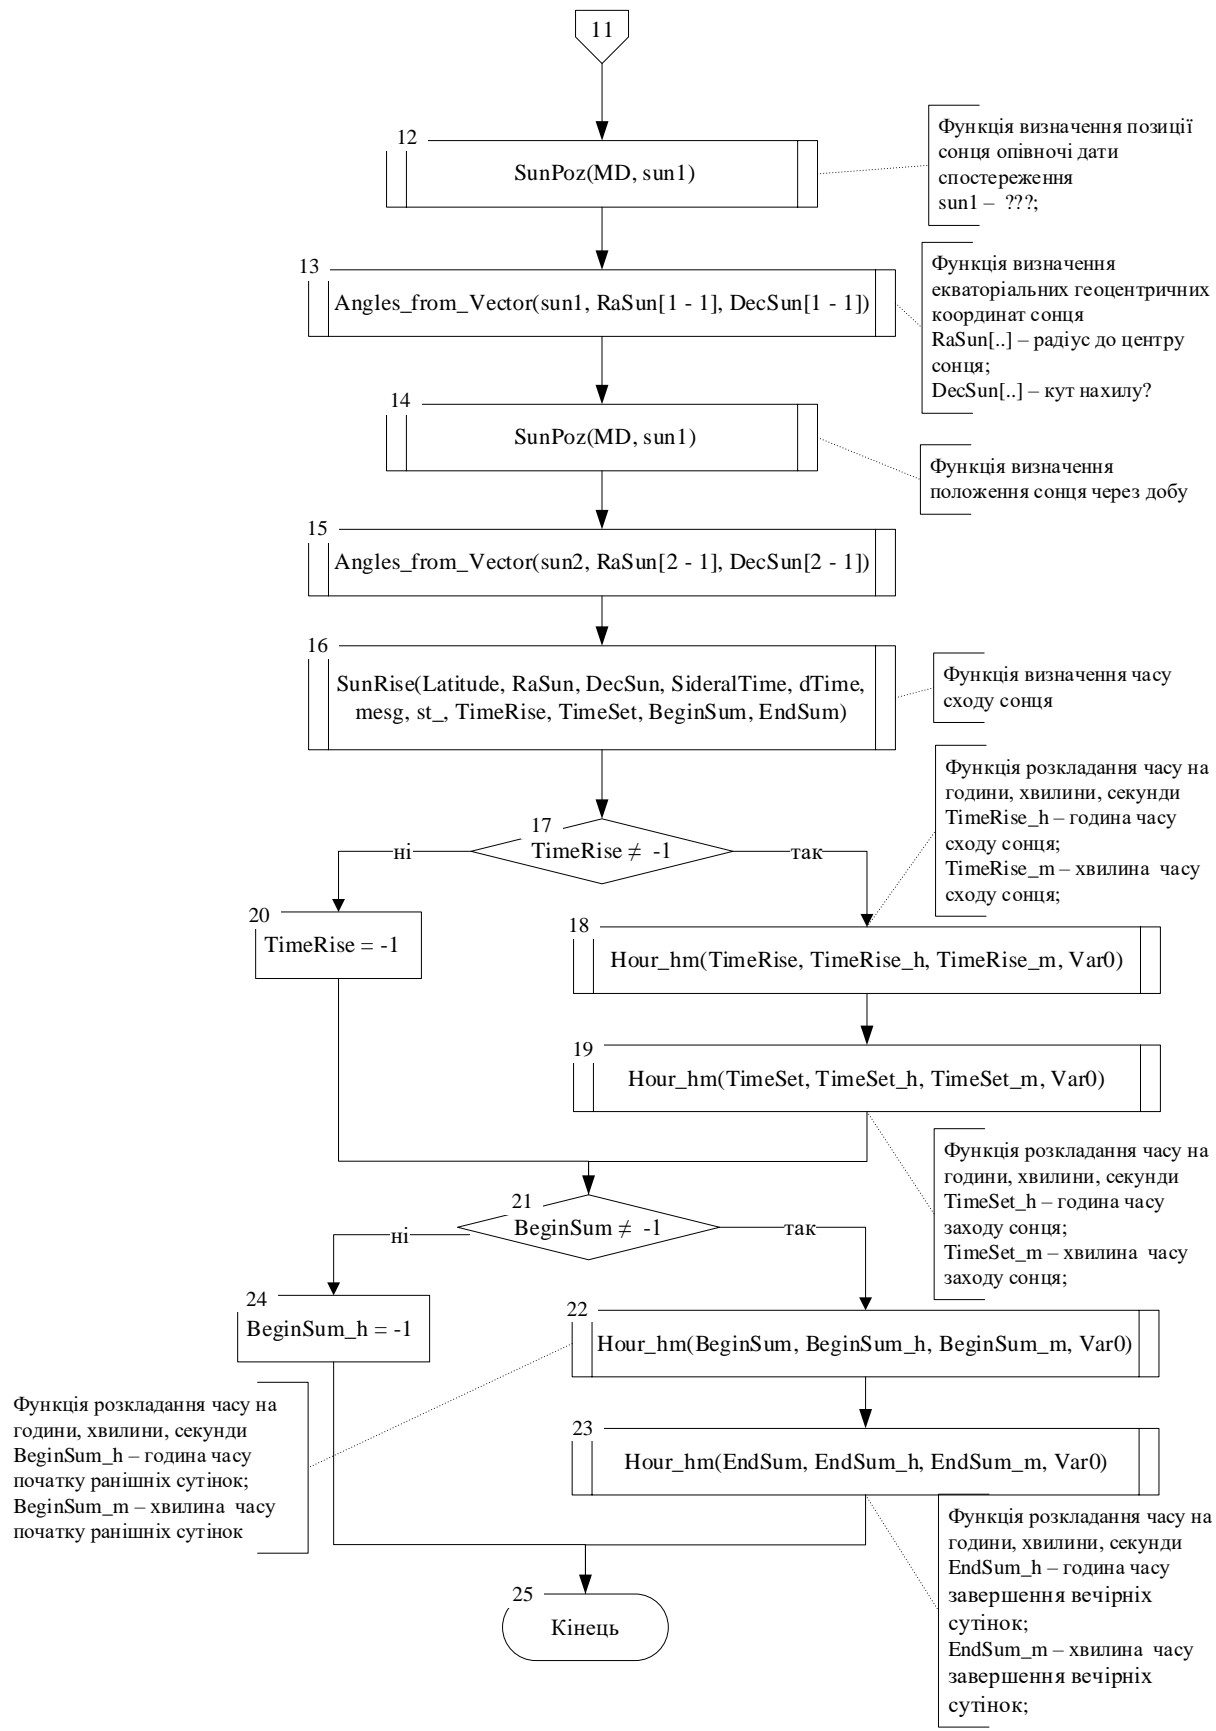 11
12
SunPoz(MD, sun1)
Функція визначення позиції
сонця опівночі дати
спостереження
sun1 – ???;
13
Angles_from_Vector(sun1, RaSun[1 - 1], DecSun[1 - 1])
Функція визначення
екваторіальних геоцентричних
координат сонця
RaSun[..] – радіус до центру
сонця;
DecSun[..] – кут нахилу?
14
SunPoz(MD, sun1)
Функція визначення
положення сонця через добу
15
Angles_from_Vector(sun2, RaSun[2 - 1], DecSun[2 - 1])
16
SunRise(Latitude, RaSun, DecSun, SideralTime, dTime,
mesg, st_, TimeRise, TimeSet, BeginSum, EndSum)
Функція визначення часу
сходу сонця
17
TimeRise ≠ -1
ні
так
Функція розкладання часу на
години, хвилини, секунди
TimeRise_h – година часу
сходу сонця;
TimeRise_m – хвилина часу
сходу сонця;
20
TimeRise = -1
18
Hour_hm(TimeRise, TimeRise_h, TimeRise_m, Var0)
19
Hour_hm(TimeSet, TimeSet_h, TimeSet_m, Var0)
Функція розкладання часу на
години, хвилини, секунди
TimeSet_h – година часу
заходу сонця;
TimeSet_m – хвилина часу
заходу сонця;
21
BeginSum ≠ -1
ні
так
24
BeginSum_h = -1
22
Hour_hm(BeginSum, BeginSum_h, BeginSum_m, Var0)
Функція розкладання часу на
години, хвилини, секунди
BeginSum_h – година часу
початку ранішніх сутінок;
BeginSum_m – хвилина часу
початку ранішніх сутінок
23
Hour_hm(EndSum, EndSum_h, EndSum_m, Var0)
Функція розкладання часу на
години, хвилини, секунди
EndSum_h – година часу
завершення вечірніх
сутінок;
EndSum_m – хвилина часу
завершення вечірніх
сутінок;
25
Кінець